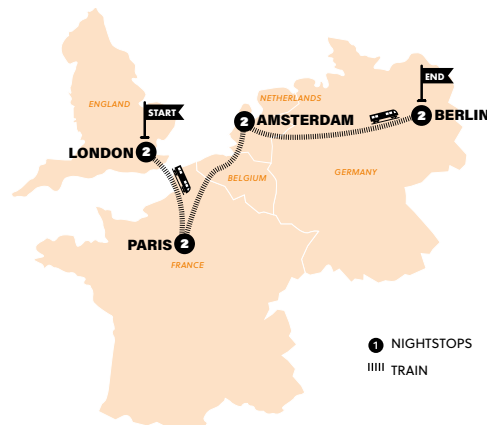 END
NETHERLANDS
ENGLAND
START
2 AMSTERDAM
2 BERLIN
LONDON 2
BELGIUM
GERMANY
PARIS 2
FRANCE
1 NIGHTSTOPS
TRAIN